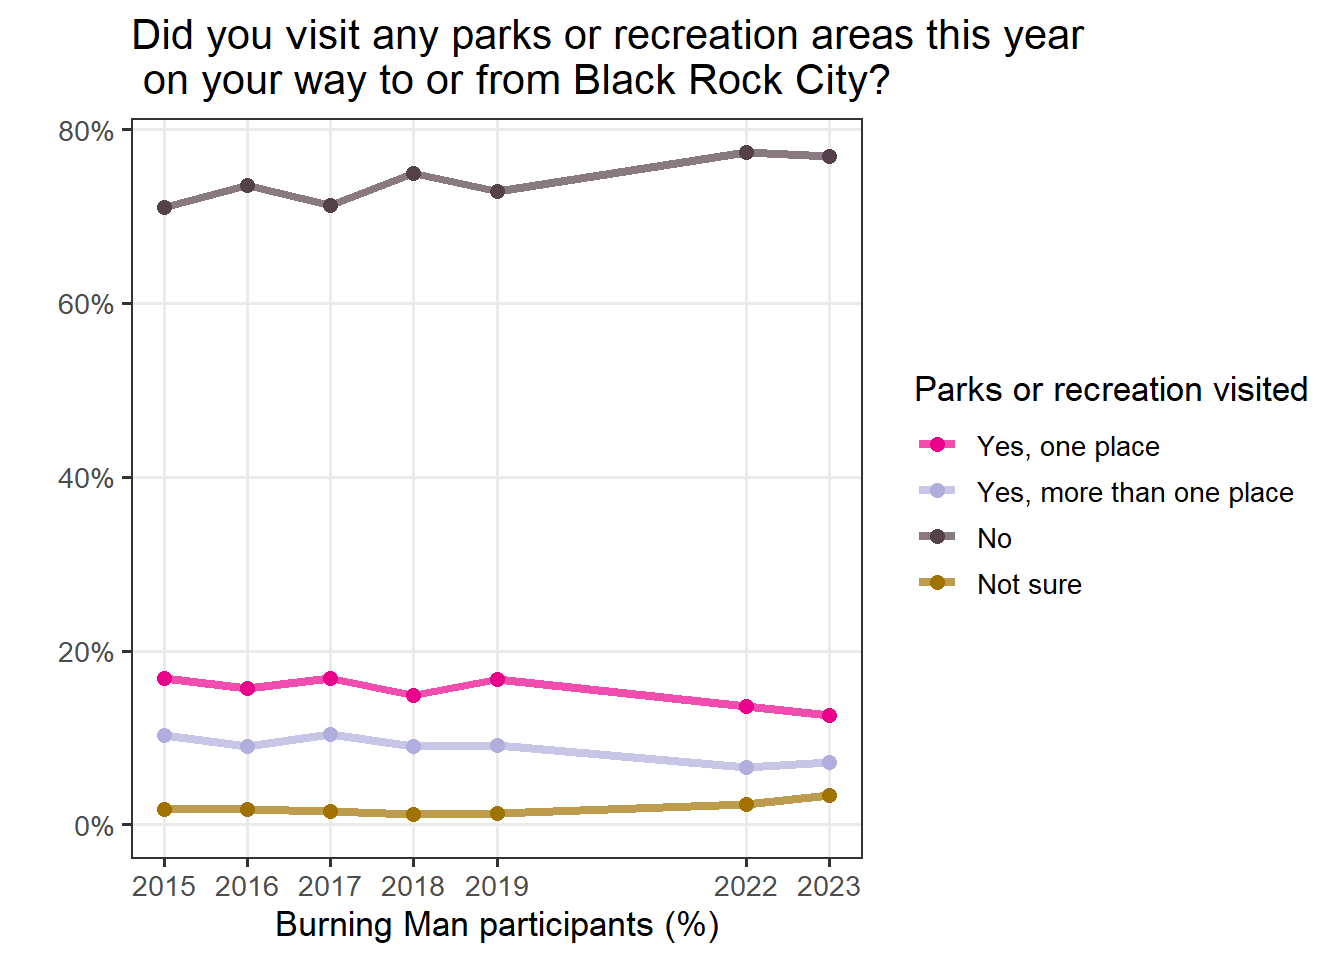 Did you visit any parks or recreation areas this year
on your way to or from Black Rock City?
80%
60%
40%
20%
0%
2015 2016 2017 2018 2019 2022 2023
Burning Man participants (%)
Parks or recreation visited
Yes, one place
Yes, more than one place
No
Not sure